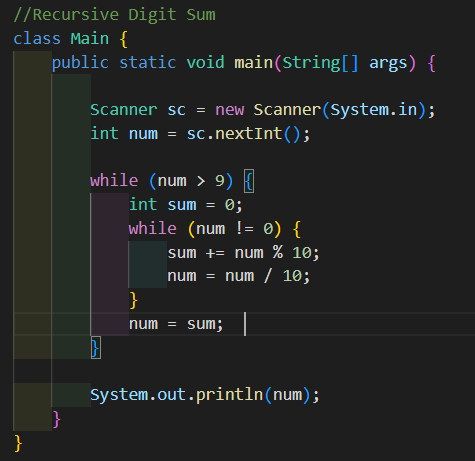 //Recursive Digit Sum
class Main {
    public static void main(String[] args) {
        Scanner sc = new Scanner(System.in);
        int num = sc.nextInt();
        while (num > 9) {
            int sum = 0;
            while (num != 0) {
                sum += num % 10;
                num = num / 10;
            }
            num = sum;
        }
        System.out.println(num);
    }
}